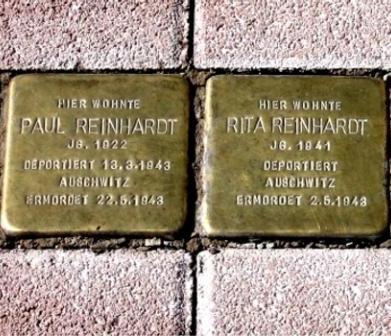 HIER WOHNTE
PAUL REINHARDT
JG. 1922
DEPORTIERT 13.3.1943
AUSCHWITZ
ERMORDET 22.5.1943
HIER WOHNTE
RITA REINHARDT
JG. 1941
DEPORTIERT
AUSCHWITZ
ERMORDET 2.5.1943